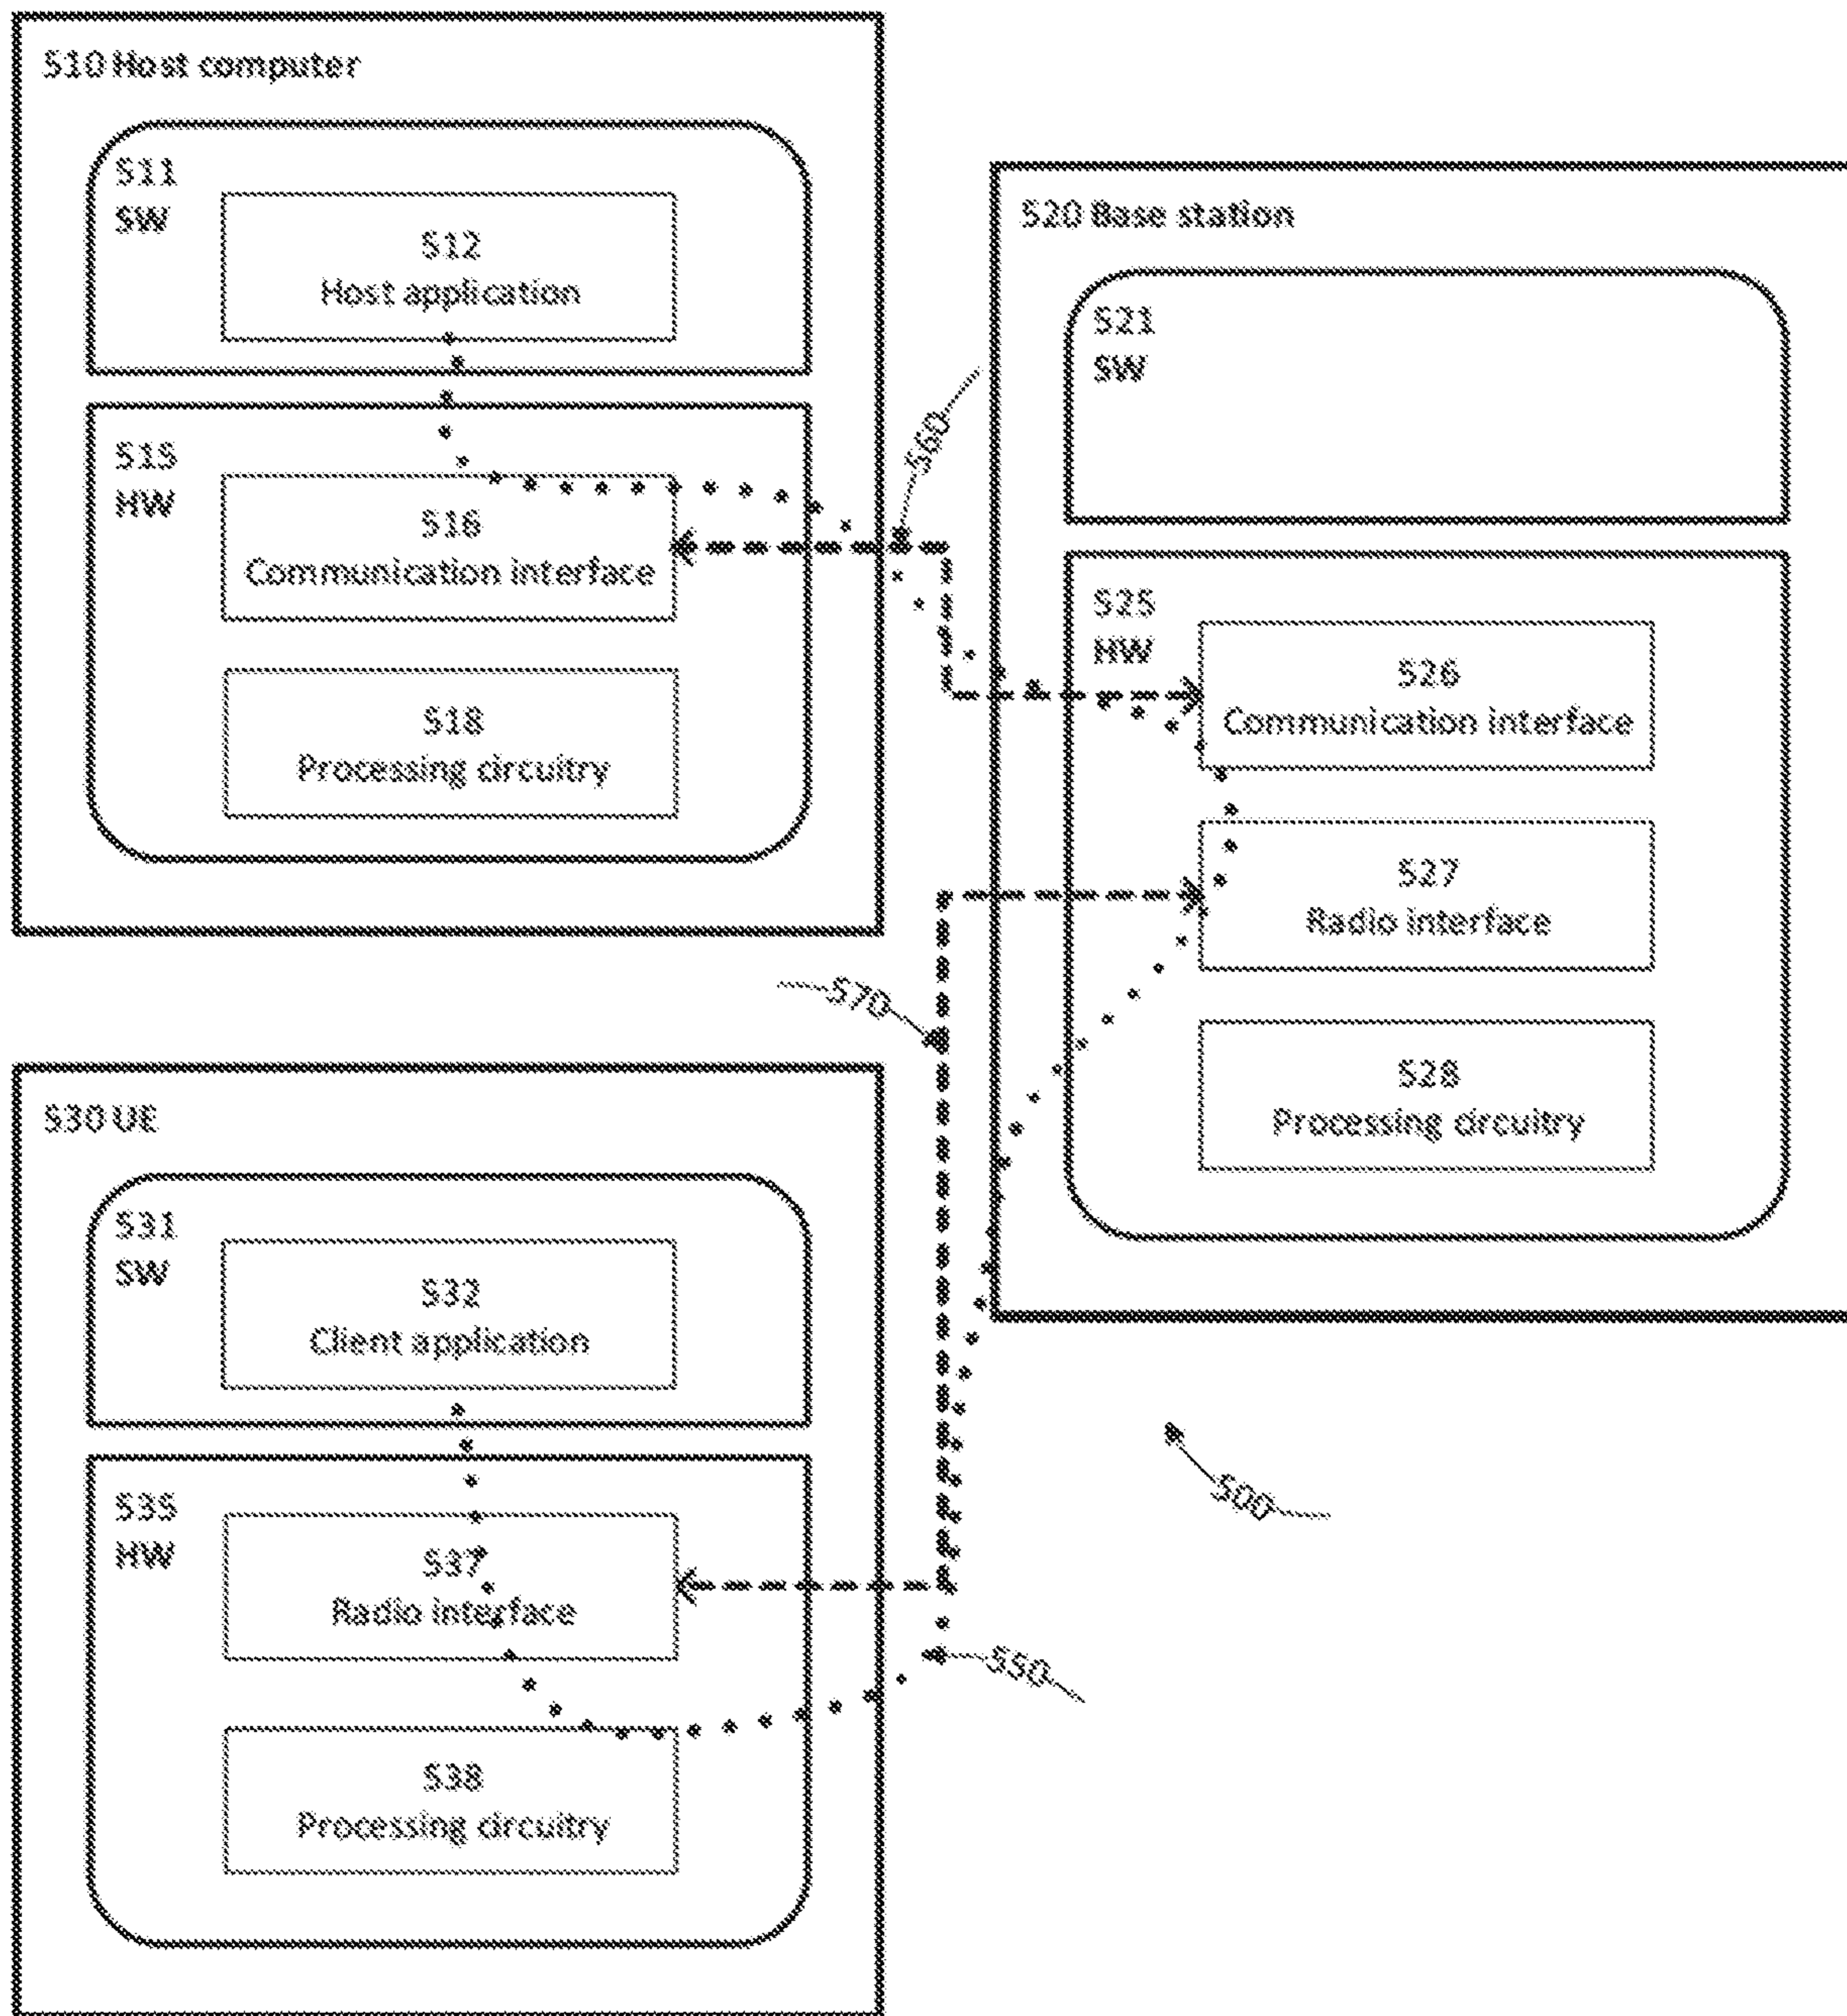 510 Host computer
511
SW
512
Host application
515
HW
516
Communication interface
518
Processing circuitry
560
520 Base station
521
SW
525
HW
526
Communication interface
527
Radio interface
528
Processing circuitry
570
530 UE
531
SW
532
Client application
535
HW
537
Radio interface
538
Processing circuitry
550
500